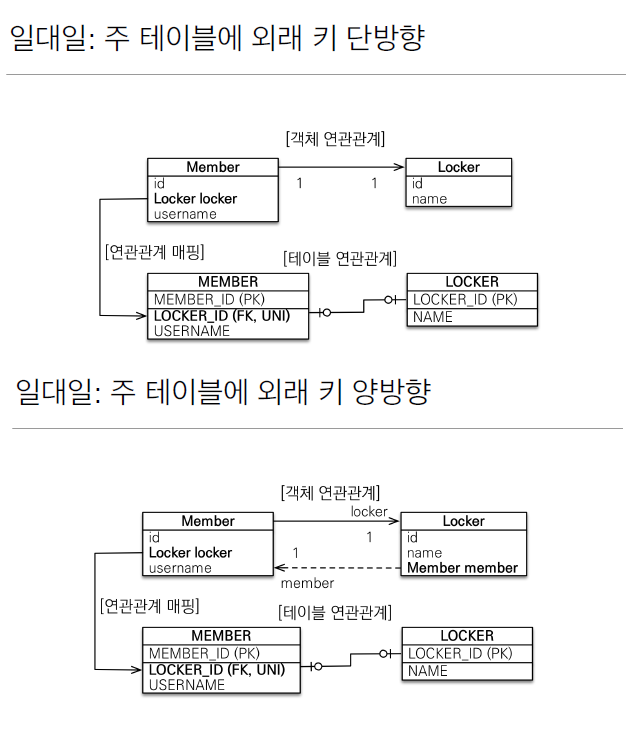 일대일: 주 테이블에 외래 키 단방향
[객체 연관관계]
Member
id
Locker locker
username
1
1
Locker
id
name
[연관관계 매핑]
[테이블 연관관계]
MEMBER
MEMBER_ID (PK)
LOCKER_ID (FK, UNI)
USERNAME
LOCKER
LOCKER_ID (PK)
NAME
일대일: 주 테이블에 외래 키 양방향
[객체 연관관계]
locker
Member
id
Locker locker
username
1
1
member
Locker
id
name
Member member
[연관관계 매핑]
[테이블 연관관계]
MEMBER
MEMBER_ID (PK)
LOCKER_ID (FK, UNI)
USERNAME
LOCKER
LOCKER_ID (PK)
NAME